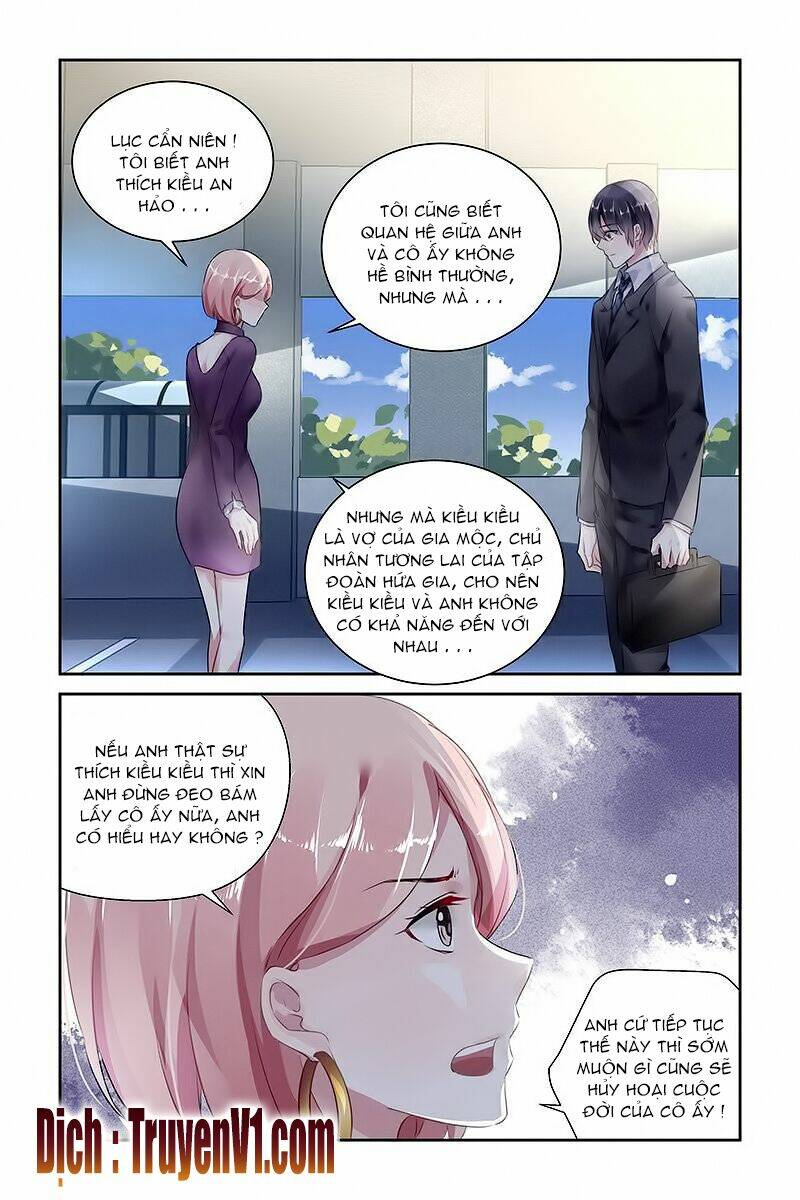 LỤC CẨN NIÊN !
TÔI BIẾT ANH
THÍCH KIỀU AN
HẢO . . .
TÔI CŨNG BIẾT
QUAN HỆ GIỮA ANH
VÀ CÔ ẤY KHÔNG
HỀ BÌNH THƯỜNG,
NHƯNG MÀ . . .
NHƯNG MÀ KIỀU KIỀU
LÀ VỢ CỦA GIA MỘC, CHỦ
NHÂN TƯƠNG LAI CỦA TẬP
ĐOÀN HỨA GIA, CHO NÊN
KIỀU KIỀU VÀ ANH KHÔNG
CÓ KHẢ NĂNG ĐẾN VỚI
NHAU . . .
NẾU ANH THẬT SỰ
THÍCH KIỀU KIỀU THÌ XIN
ANH ĐỪNG ĐEO BÁM
LẤY CÔ ẤY NỮA, ANH
CÓ HIỂU HAY KHÔNG ?
ANH CỨ TIẾP TỤC
THẾ NÀY THÌ SỚM
MUỘN GÌ CŨNG SẼ
HỦY HOẠI CUỘC
ĐỜI CỦA CÔ ẤY !
Dịch : TruyenV1.com